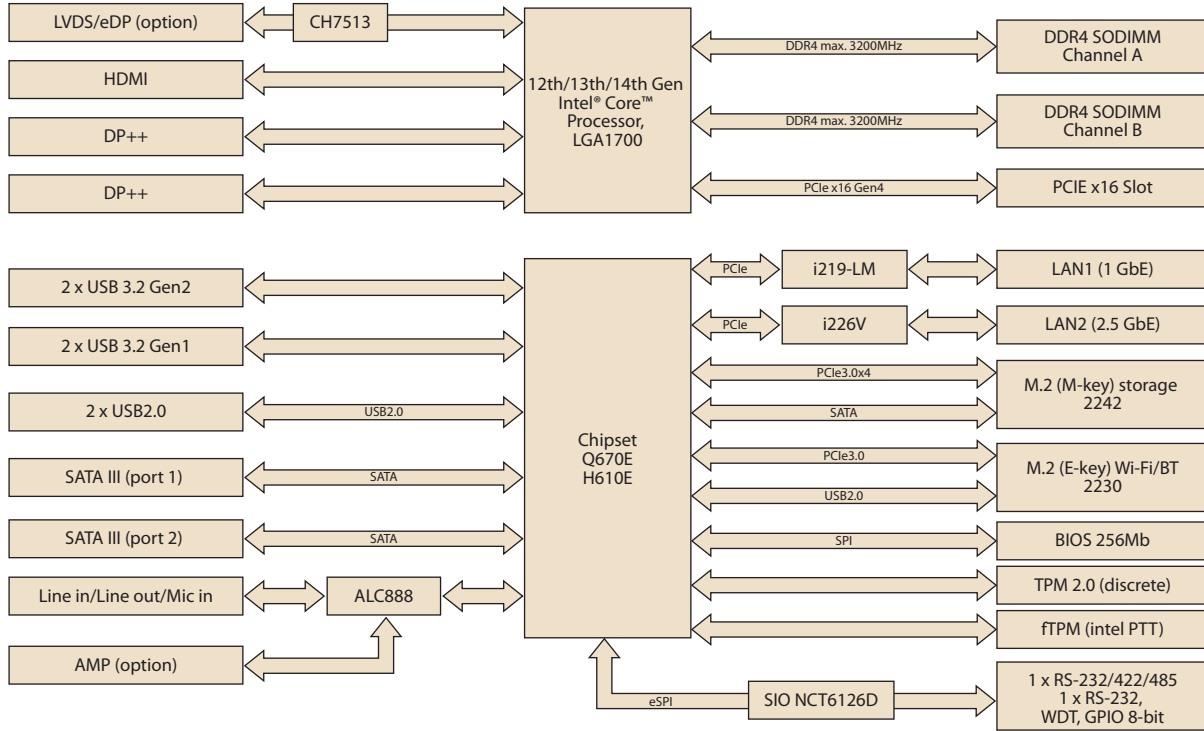 LVDS/eDP (option)
CH7513
HDMI
DP++
DP++
12th/13th/14th Gen
Intel® Core™
Processor,
LGA1700
DDR4 max. 3200MHz
DDR4 SODIMM
Channel A
DDR4 max. 3200MHz
DDR4 SODIMM
Channel B
PCIe x16 Gen4
PCIE x16 Slot
2 x USB 3.2 Gen2
2 x USB 3.2 Gen1
2 x USB2.0
USB2.0
SATA III (port 1)
SATA
SATA III (port 2)
SATA
Line in/Line out/Mic in
ALC888
AMP (option)
Chipset
Q670E
H610E
PCIe
i219-LM
LAN1 (1 GbE)
PCIe
i226V
LAN2 (2.5 GbE)
PCIe3.0x4
SATA
M.2 (M-key) storage
2242
PCIe3.0
USB2.0
M.2 (E-key) Wi-Fi/BT
2230
SPI
BIOS 256Mb
TPM 2.0 (discrete)
fTPM (intel PTT)
eSPI
SIO NCT6126D
1 x RS-232/422/485
1 x RS-232,
WDT, GPIO 8-bit